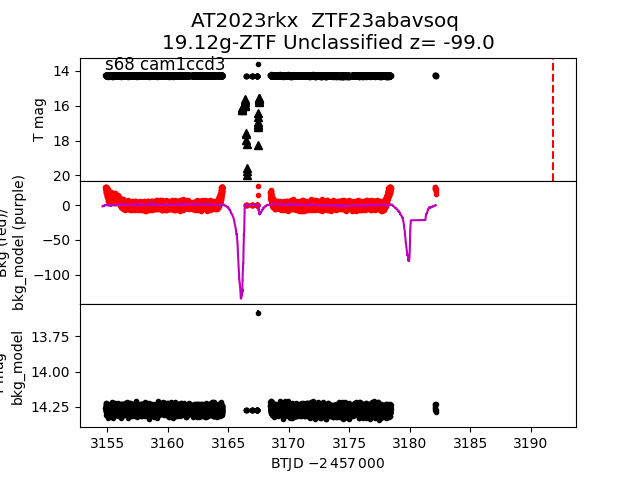 AT2023rkx  ZTF23abavsoq
19.12g-ZTF Unclassified z= -99.0
s68 cam1ccd3
14
16
18
20
T mag
0
−50
−100
Bkg (red)/
bkg_model (purple)
13.75
14.00
14.25
bkg_model
3155 3160 3165 3170 3175 3180 3185 3190
BTJD −2 457 000